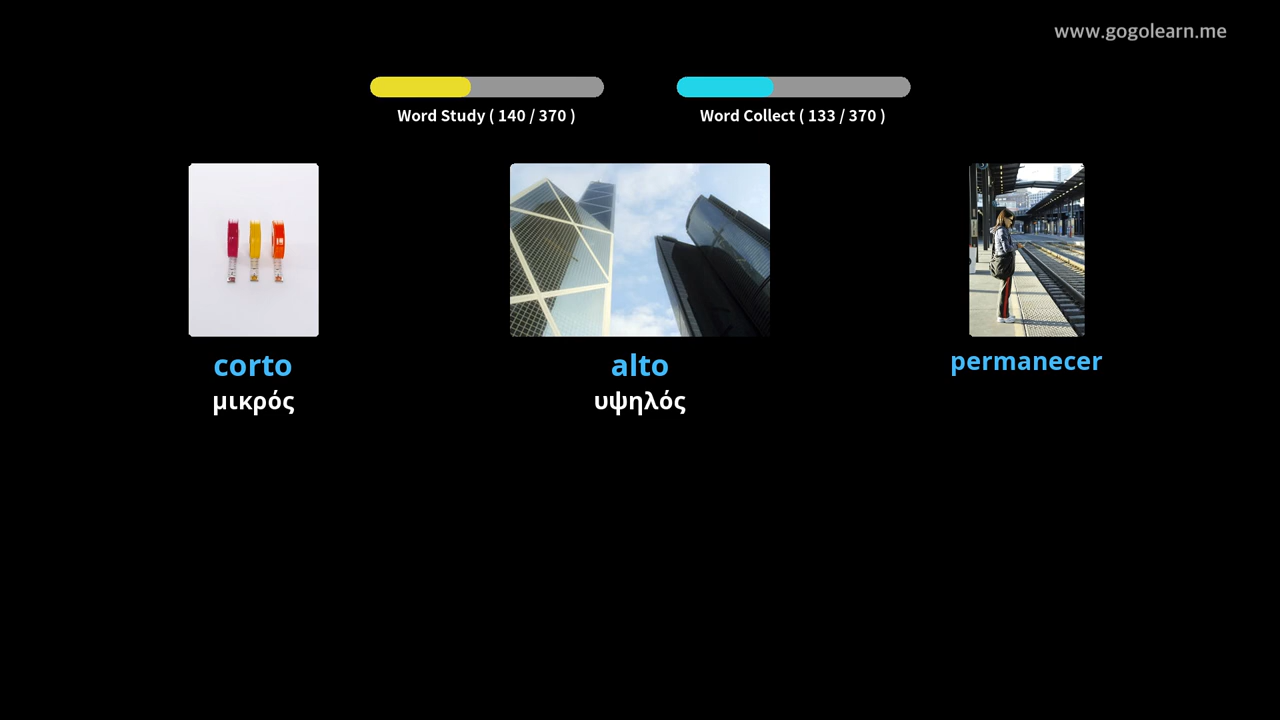 www.gogolearn.me
Word Study ( 140 / 370 )
Word Collect ( 133 / 370 )
corto
μικρός
alto
υψηλός
permanecer